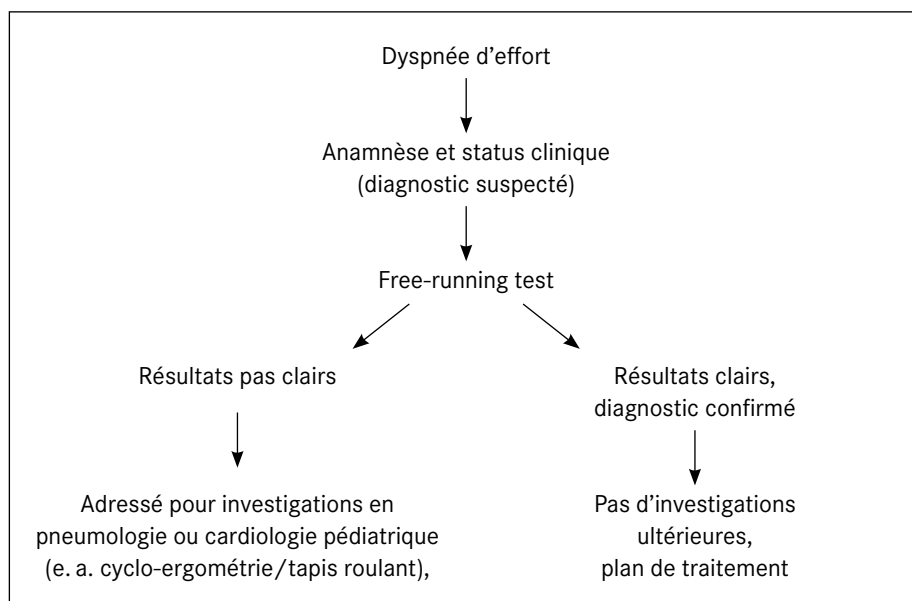 Dyspnée d’effort
Anamnèse et status clinique
(diagnostic suspecté)
Free-running test
Résultats pas clairs
Résultats clairs,
diagnostic confirmé
Adressé pour investigations en
pneumologie ou cardiologie pédiatrique
(e. a. cyclo-ergométrie/tapis roulant),
Pas d’investigations
ultérieures,
plan de traitement